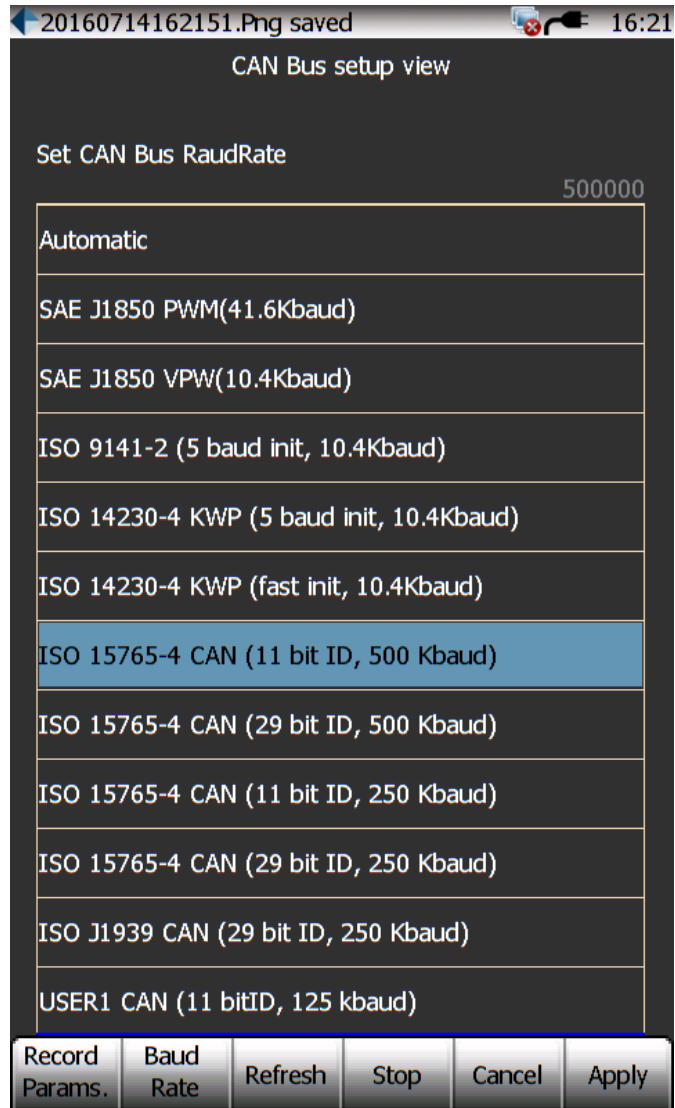 20160714162151.Png saved 16:21
CAN Bus setup view
Set CAN Bus RaudRate
500000
Automatic
SAE J1850 PWM(41.6Kbaud)
SAE J1850 VPW(10.4Kbaud)
ISO 9141-2 (5 baud init, 10.4Kbaud)
ISO 14230-4 KWP (5 baud init, 10.4Kbaud)
ISO 14230-4 KWP (fast init, 10.4Kbaud)
ISO 15765-4 CAN (11 bit ID, 500 Kbaud)
ISO 15765-4 CAN (29 bit ID, 500 Kbaud)
ISO 15765-4 CAN (11 bit ID, 250 Kbaud)
ISO 15765-4 CAN (29 bit ID, 250 Kbaud)
ISO J1939 CAN (29 bit ID, 250 Kbaud)
USER1 CAN (11 bitID, 125 kbaud)
Record Params.
Baud Rate
Refresh
Stop
Cancel
Apply